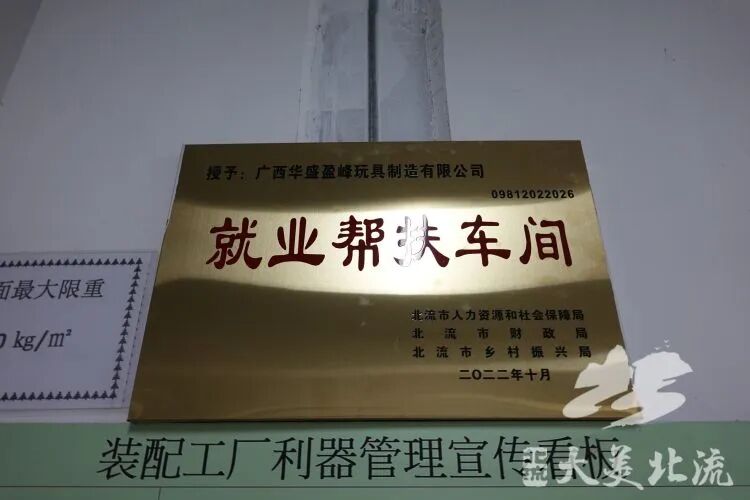 授予：广西华盛盈峰玩具制造有限公司
09812022026
就业帮扶车间
北流市人力资源和社会保障局
北流市财政局
北流市乡村振兴局
二〇二二年十月
面最大限重
0 kg/m²
装配工厂利器管理宣传看板
大美北流